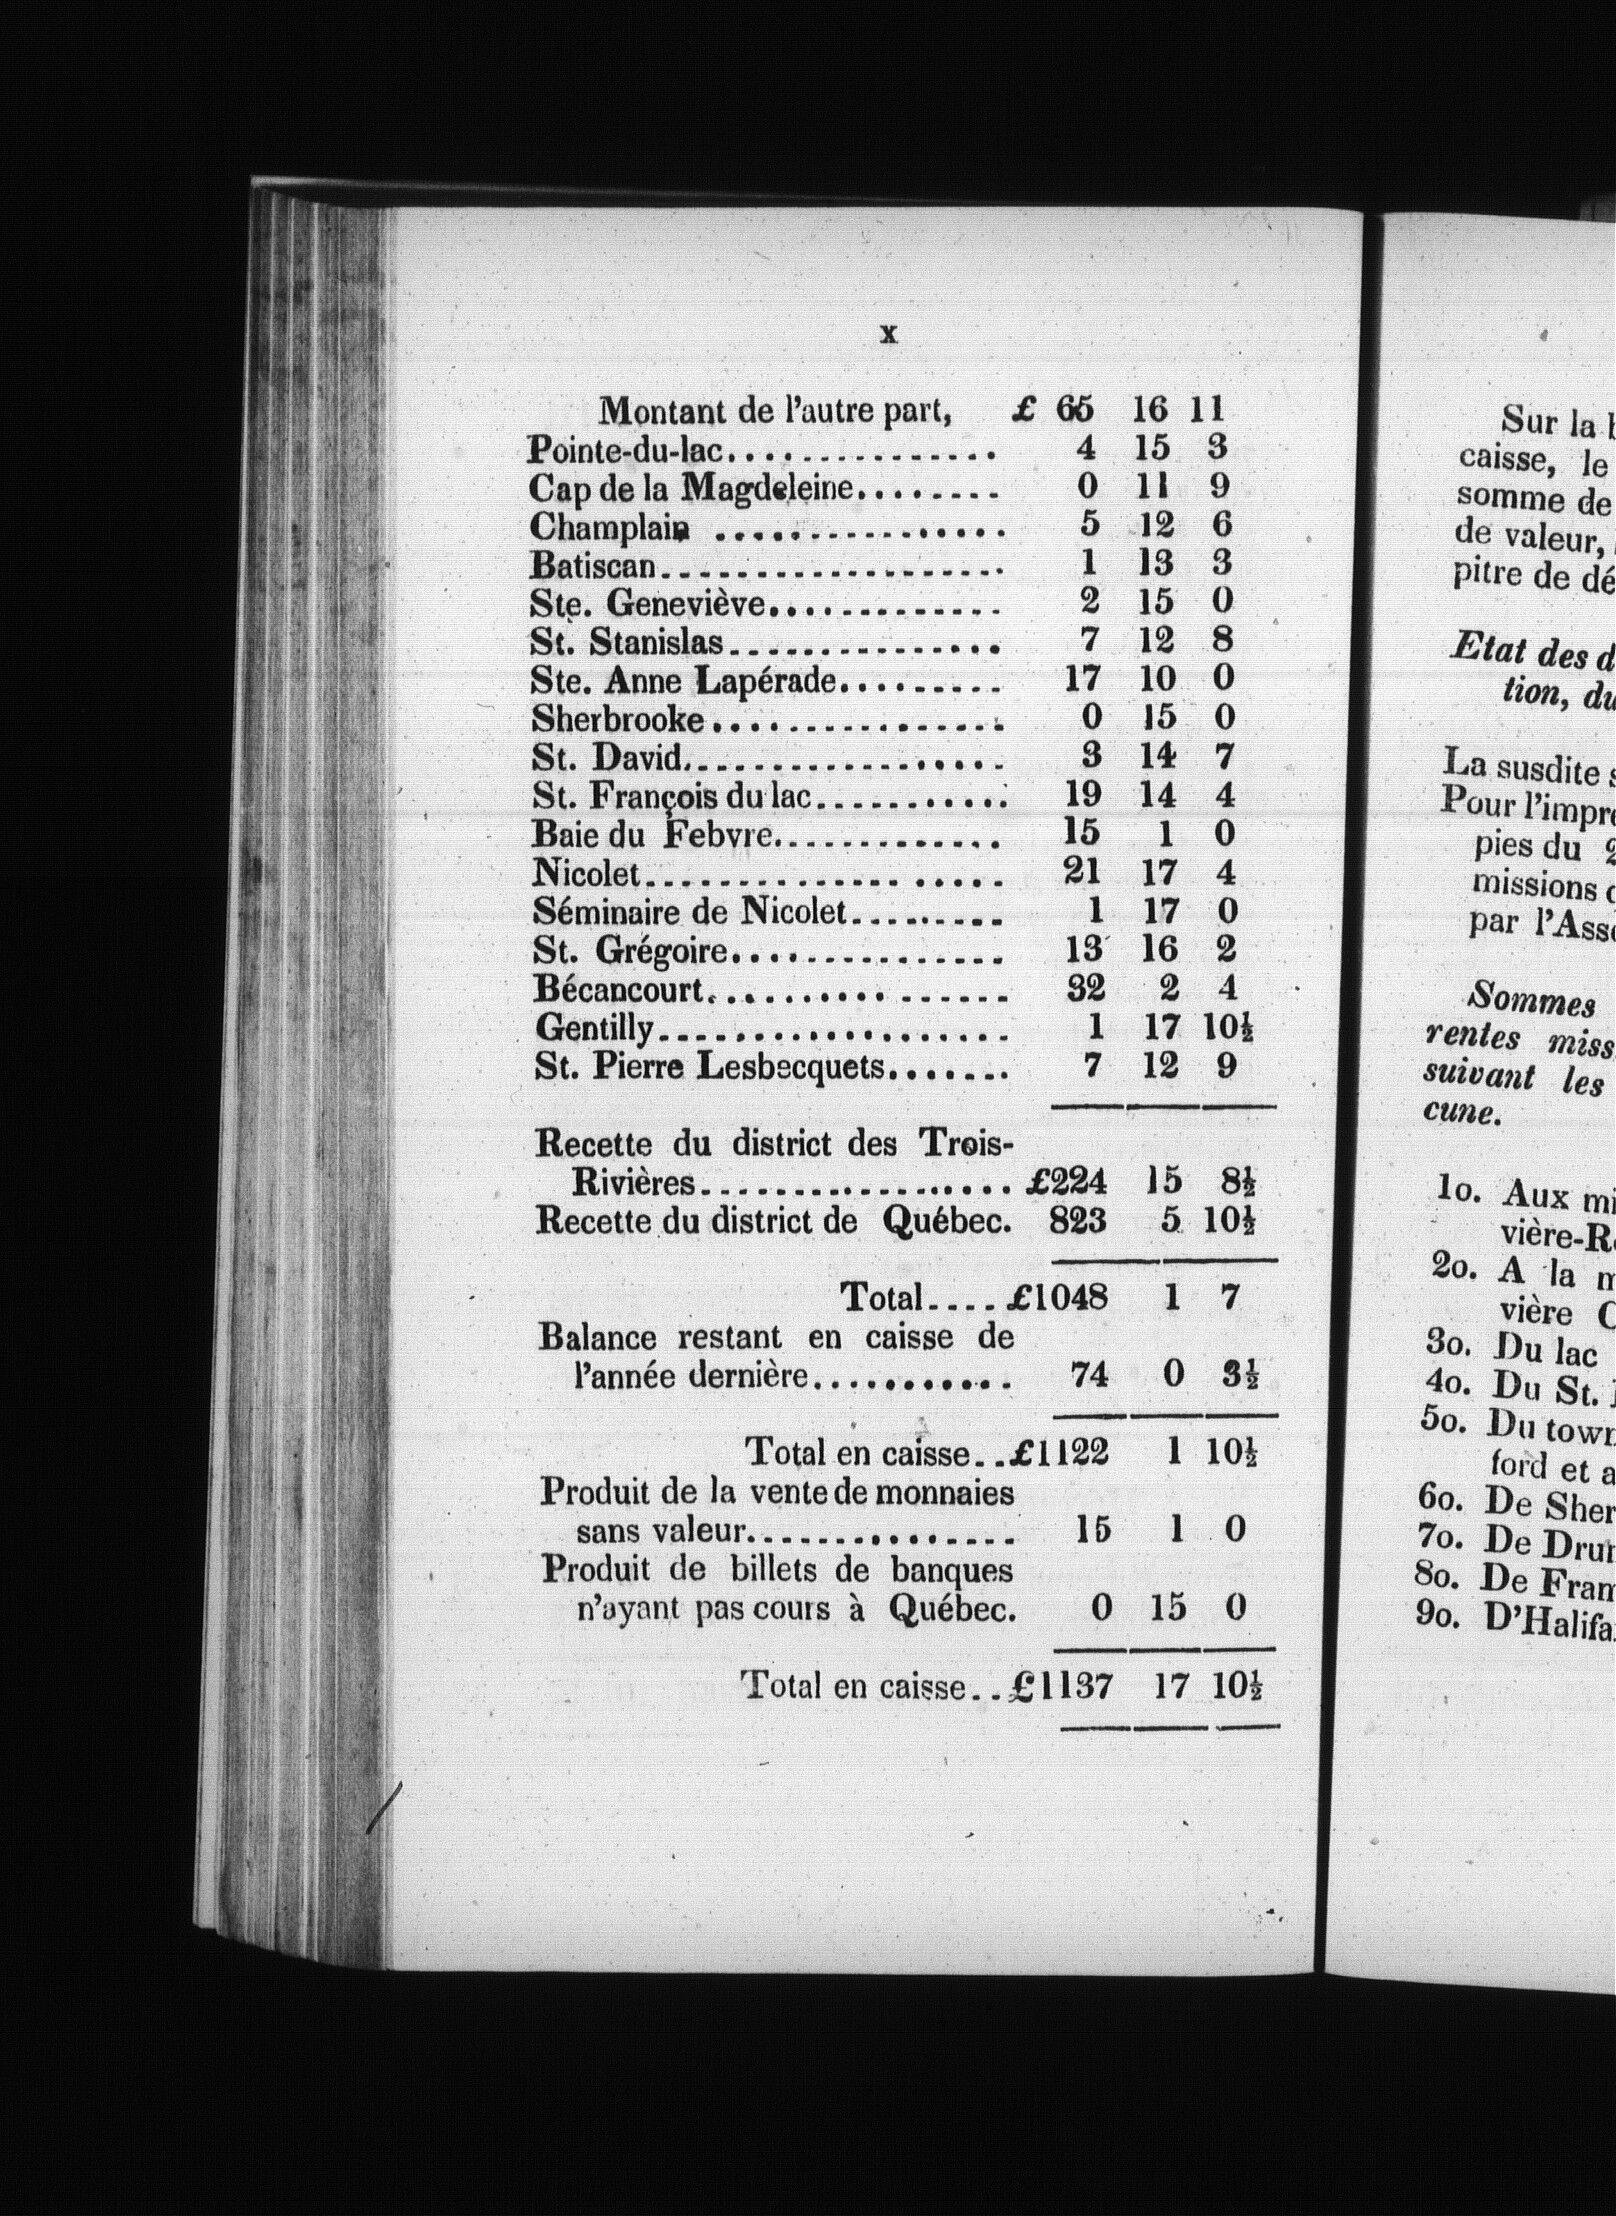 x
Montant de l'autre part, £ 65 16 11
Pointe-du-lac............... 4 15 3
Cap de la Magdeleine........ 0 11 9
Champlain ............... 5 12 6
Batiscan................... 1 13 3
Ste. Geneviève............. 2 15 0
St. Stanislas............... 7 12 8
Ste. Anne Lapérade......... 17 10 0
Sherbrooke................ 0 15 0
St. David................. 3 14 7
St. François du lac........... 19 14 4
Baie du Febvre............. 15 1 0
Nicolet................... 21 17 4
Séminaire de Nicolet......... 1 17 0
St. Grégoire............... 13 16 2
Bécancourt................ 32 2 4
Gentilly................... 1 17 10½
St. Pierre Lesbecquets....... 7 12 9
Recette du district des Trois-
Rivières................. £224 15 8½
Recette du district de Québec. 823 5 10½
Total.... £1048 1 7
Balance restant en caisse de
l'année dernière........... 74 0 3½
Total en caisse.. £1122 1 10½
Produit de la vente de monnaies
sans valeur............... 15 1 0
Produit de billets de banques
n'ayant pas cours à Québec. 0 15 0
Total en caisse.. £1137 17 10½
Sur la
caisse, le
somme de
de valeur,
pitre de dé
Etat des d
tion, du
La susdite s
Pour l'impre
pies du 2
missions
par l'Asso
Sommes
rentes miss
suivant les
cune.
1o. Aux mi
vière-R
2o. A la m
vière
3o. Du lac
4o. Du St.
5o. Du town
ford et a
6o. De Sher
7o. De Drum
8o. De Fram
9o. D'Halifa